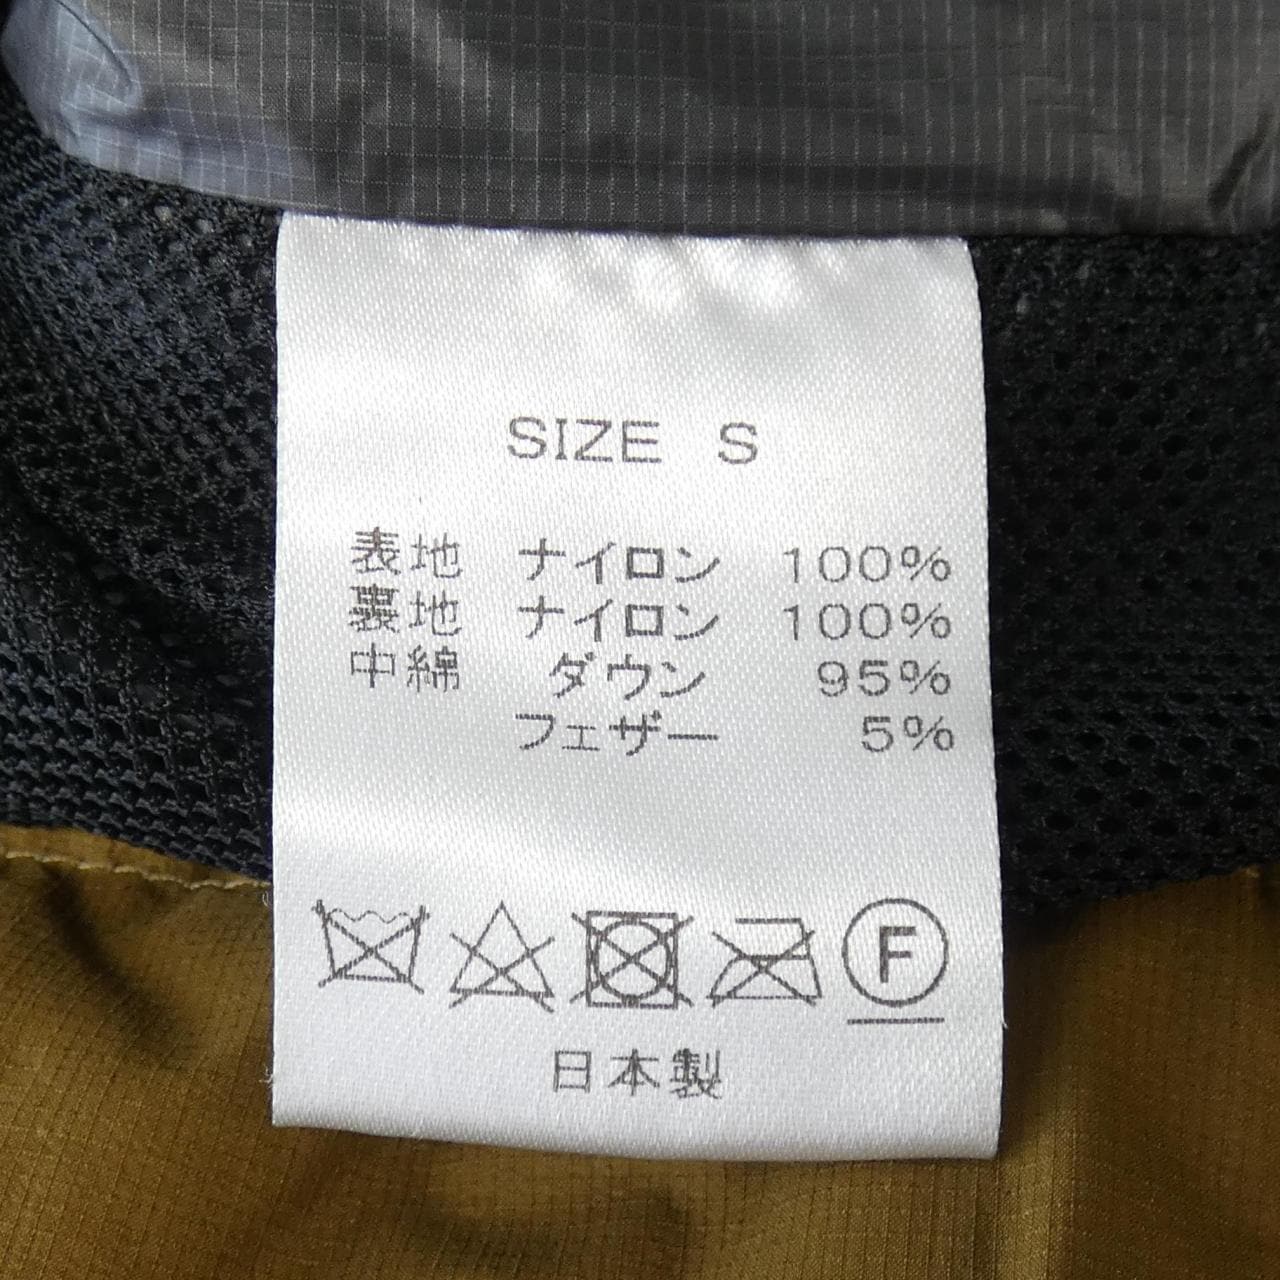 SIZE S
表地 ナイロン 100%
裏地 ナイロン 100%
中綿 ダウン 95%
フェザー 5%
F
日本製